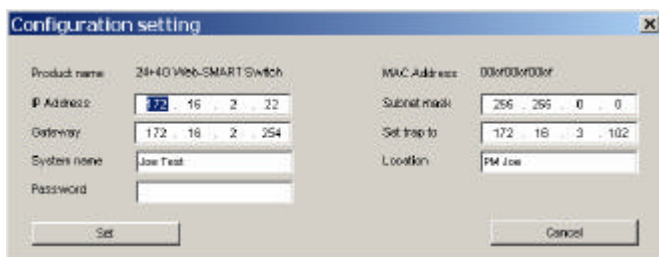 Configuration setting
Product name 24+4G Web-SMART Switch MAC Address 00of00of00of
IP Address 172 . 16 . 2 . 22 Subnet mask 255 . 255 . 0 . 0
Gateway 172 . 16 . 2 . 254 Set trap to 172 . 16 . 3 . 102
System name Joe Test Location PM Joe
Password
Set Cancel